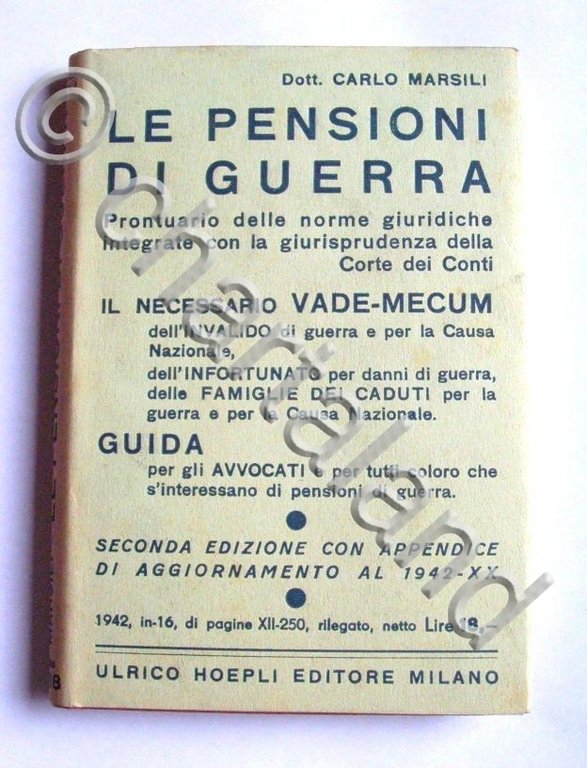 Dott. CARLO MARSILI
LE PENSIONI
DI GUERRA
Prontuario delle norme giuridiche
integrate con la giurisprudenza della
Corte dei Conti
IL NECESSARIO VADE-MECUM
dell'INVALIDO di guerra e per la Causa
Nazionale,
dell'INFORTUNATO per danni di guerra,
delle FAMIGLIE DEI CADUTI per la
guerra e per la Causa Nazionale.
GUIDA
per gli AVVOCATI e per tutti coloro che
s'interessano di pensioni di guerra.
SECONDA EDIZIONE CON APPENDICE
DI AGGIORNAMENTO AL 1942-XX
1942, in-16, di pagine XII-250, rilegato, netto Lire 18,–
ULRICO HOEPLI EDITORE MILANO
© chartaland
8